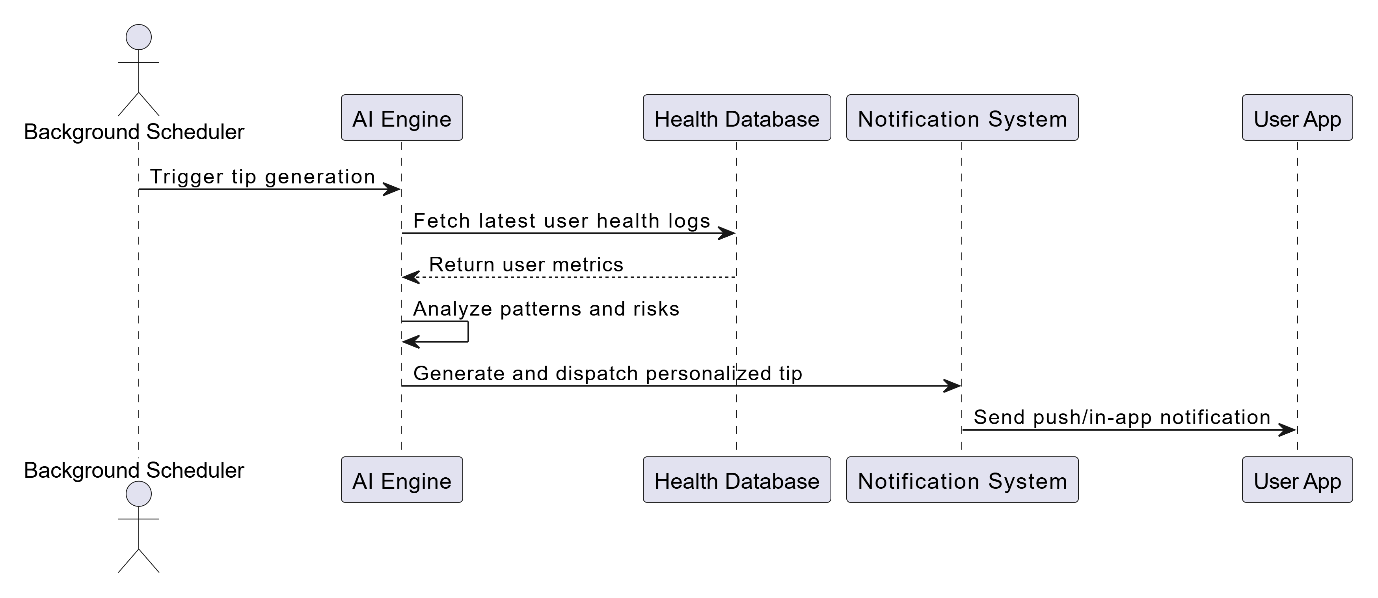 Background Scheduler
AI Engine
Health Database
Notification System
User App
Trigger tip generation
Fetch latest user health logs
Return user metrics
Analyze patterns and risks
Generate and dispatch personalized tip
Send push/in-app notification
Background Scheduler
AI Engine
Health Database
Notification System
User App